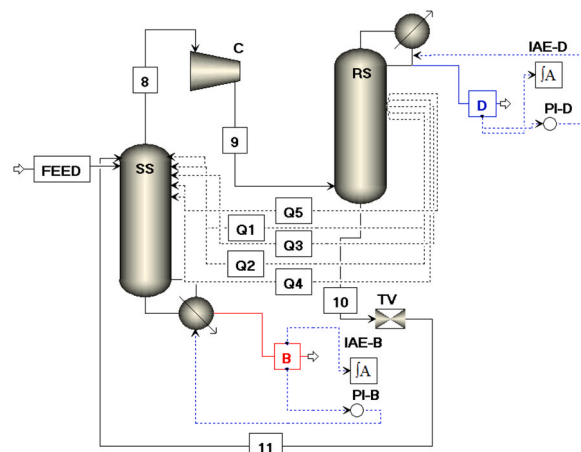 IAE-D
C
RS
8
∫A
D
PI-D
9
FEED
SS
Q5
Q1
Q3
Q2
Q4
10
TV
IAE-B
B
∫A
PI-B
11